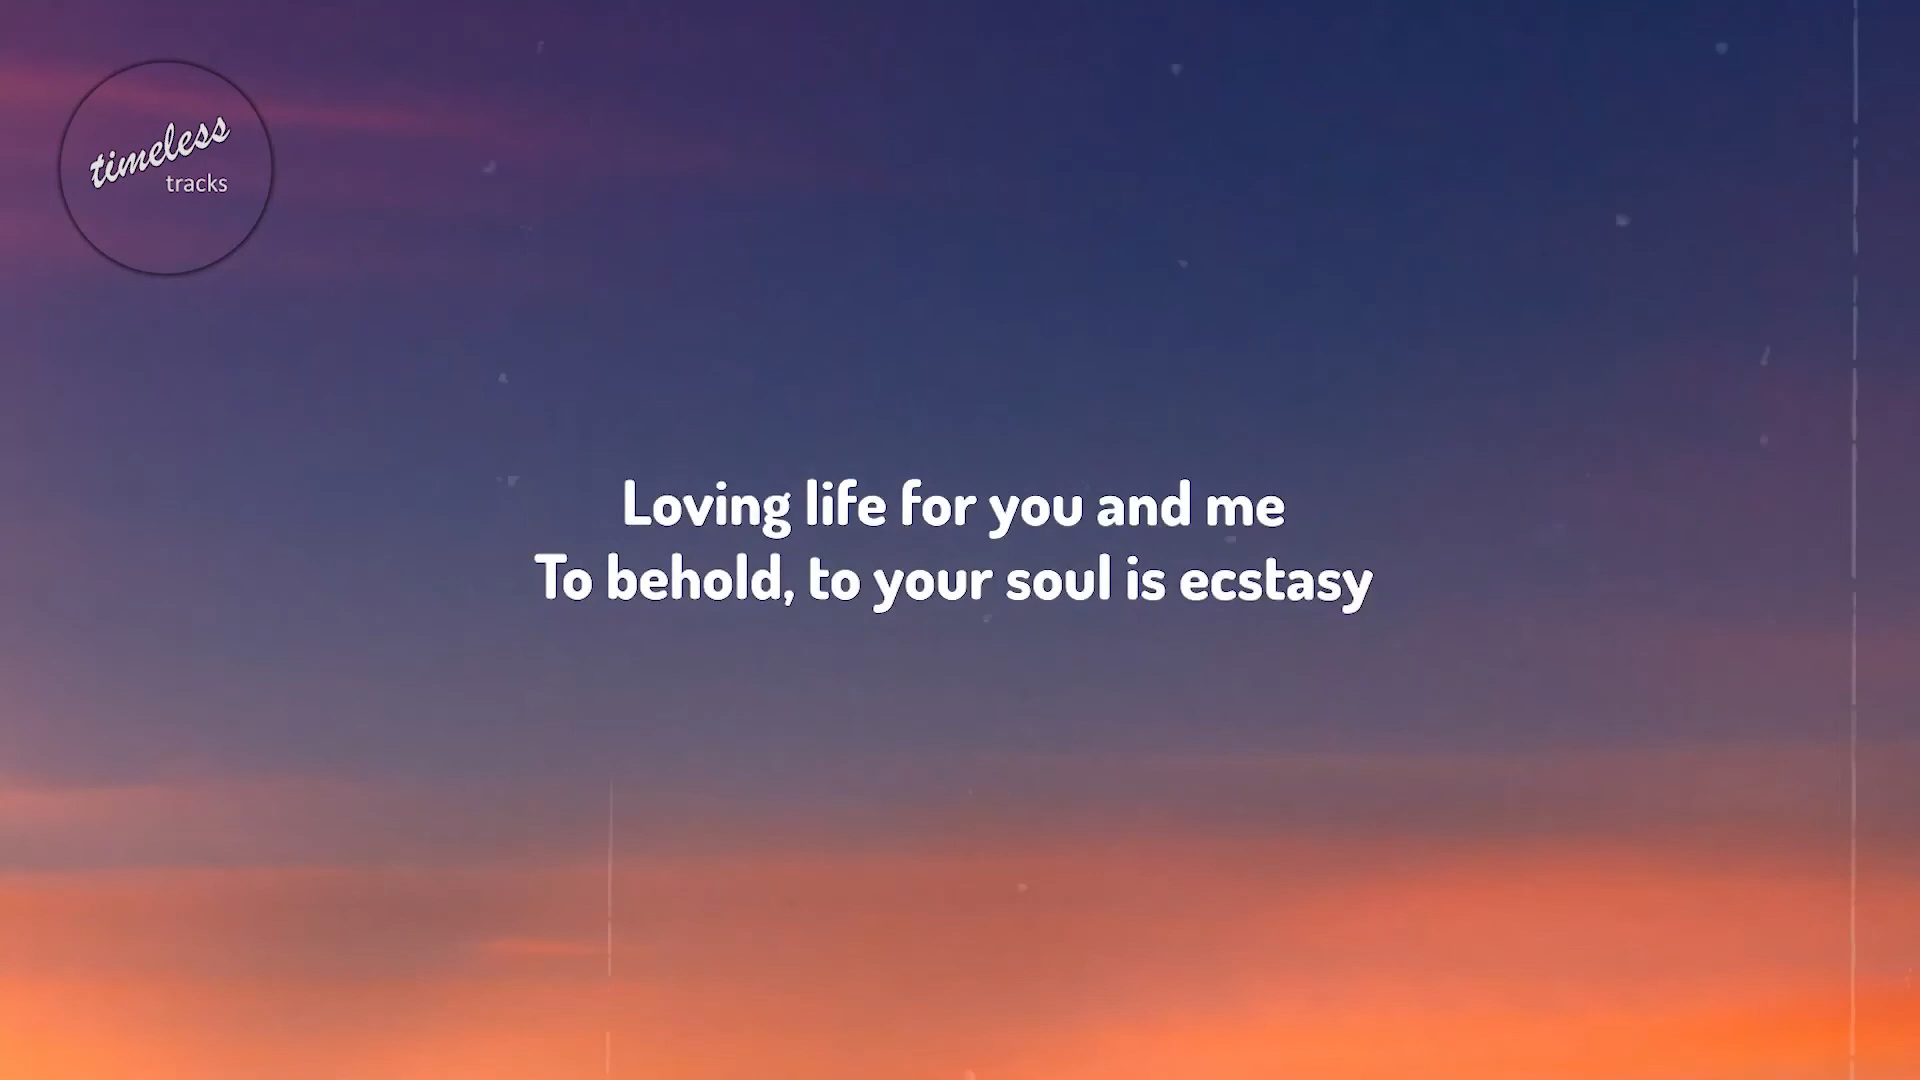 timeless
tracks
Loving life for you and me
To behold, to your soul is ecstasy